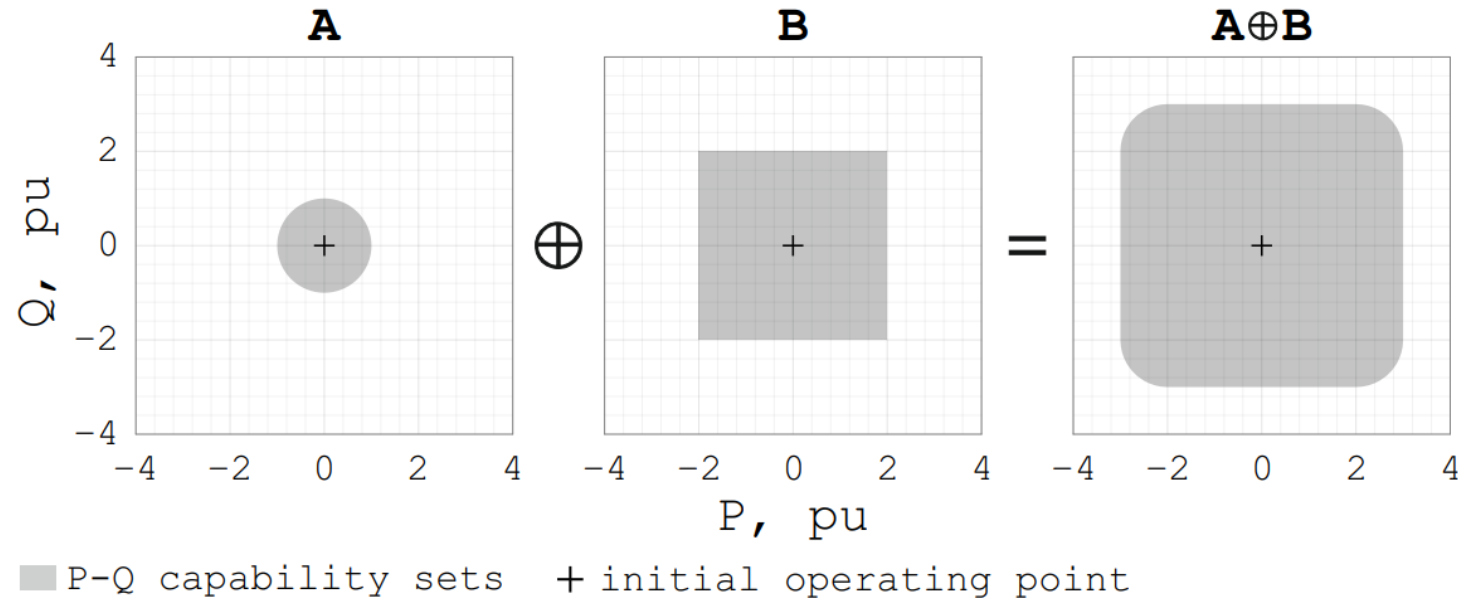 A B A⊕B
4
2
0
−2
−4
Q, pu
⊕ =
−4 −2 0 2 4 −4 −2 0 2 4 −4 −2 0 2 4
P, pu
P-Q capability sets + initial operating point